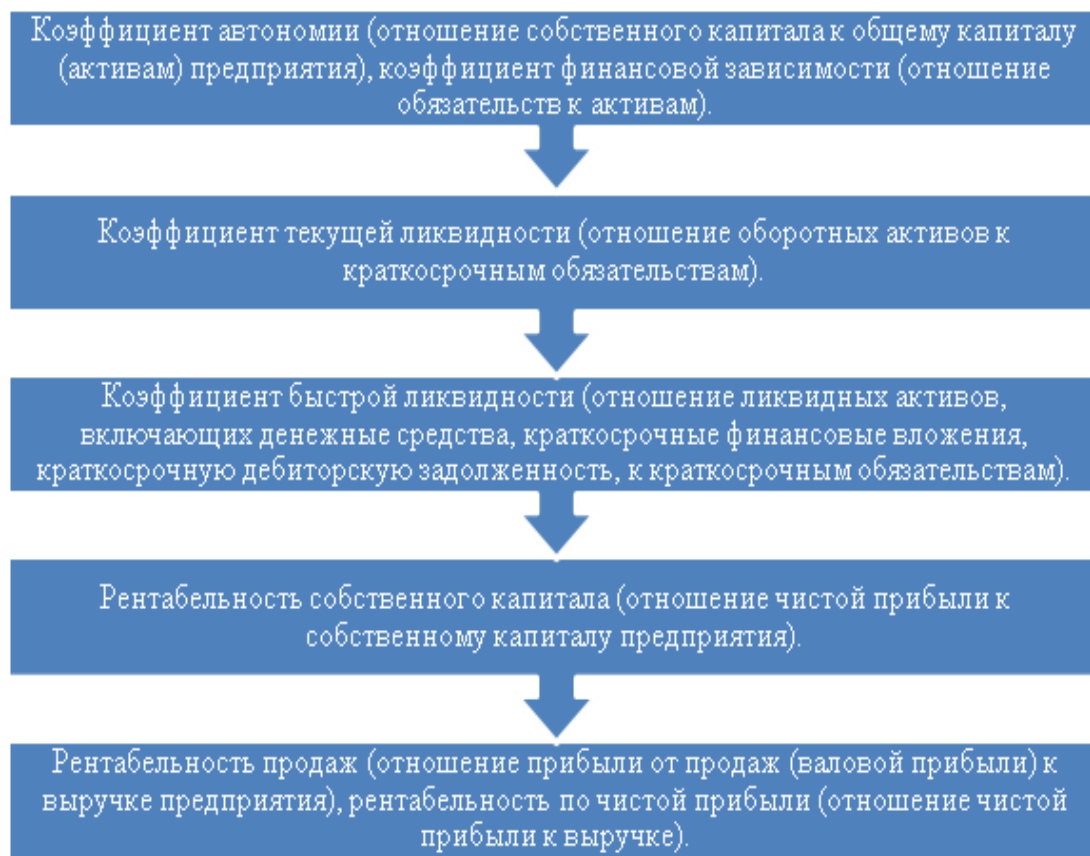 Коэффициент автономии (отношение собственного капитала к общему капиталу
(активам) предприятия), коэффициент финансовой зависимости (отношение
обязательств к активам).
Коэффициент текущей ликвидности (отношение оборотных активов к
краткосрочным обязательствам).
Коэффициент быстрой ликвидности (отношение ликвидных активов,
включающих денежные средства, краткосрочные финансовые вложения,
краткосрочную дебиторскую задолженность, к краткосрочным обязательствам).
Рентабельность собственного капитала (отношение чистой прибыли к
собственному капиталу предприятия).
Рентабельность продаж (отношение прибыли от продаж (валовой прибыли) к
выручке предприятия), рентабельность по чистой прибыли (отношение чистой
прибыли к выручке).